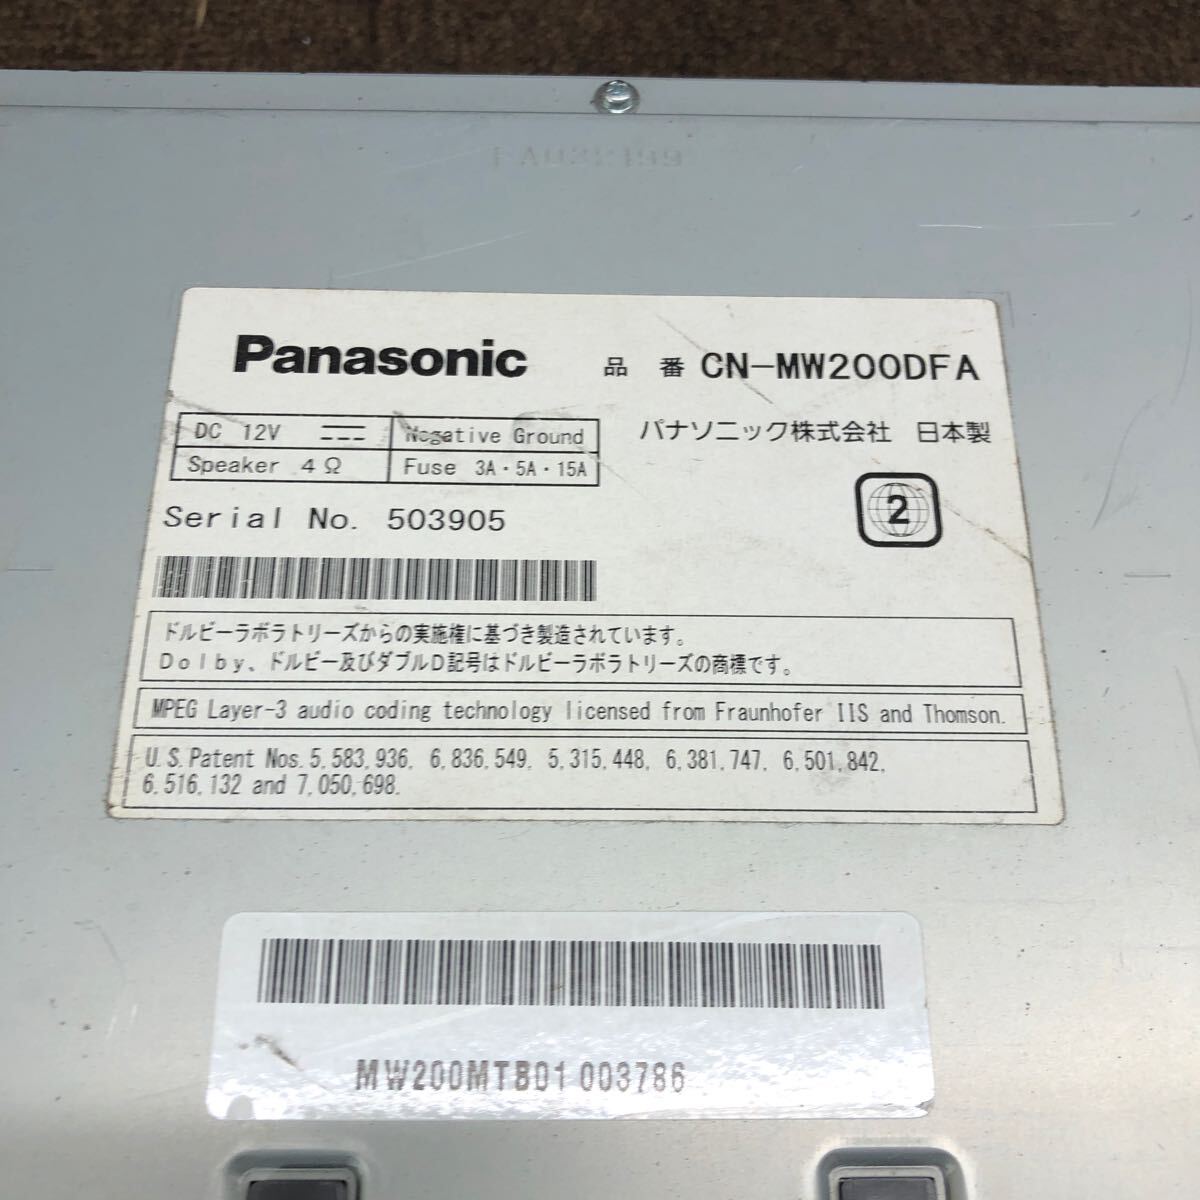 Panasonic 品番 CN-MW200DFA
DC 12V Negative Ground
パナソニック株式会社 日本製
Speaker 4Ω Fuse 3A・5A・15A
2
Serial No. 503905
ドルビーラボラトリーズからの実施権に基づき製造されています。
Dolby、ドルビー及びダブルD記号はドルビーラボラトリーズの商標です。
MPEG Layer-3 audio coding technology licensed from Fraunhofer IIS and Thomson.
U.S.Patent Nos.5,583,936, 6,836,549, 5,315,448, 6,381,747, 6,501,842,
6,516,132 and 7,050,698.
MW200MTB01 003786